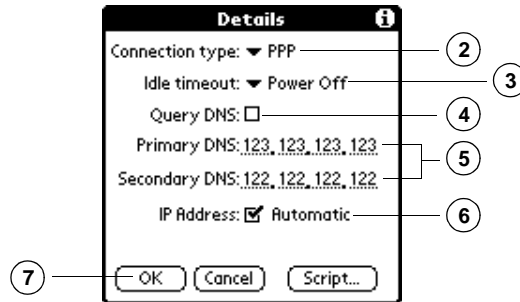 Details i
Connection type: PPP 2
Idle timeout: Power Off 3
Query DNS: 4
Primary DNS: 123. 123. 123. 123
5
Secondary DNS: 122. 122. 122. 122
IP Address: Automatic 6
7 OK Cancel Script...